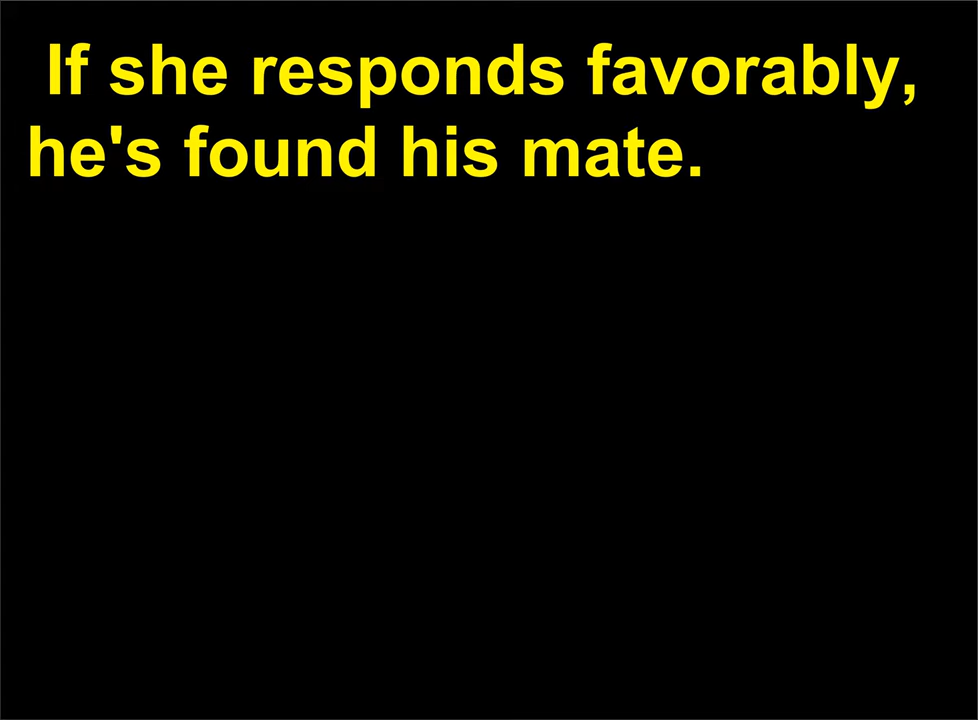 If she responds favorably,
he's found his mate.